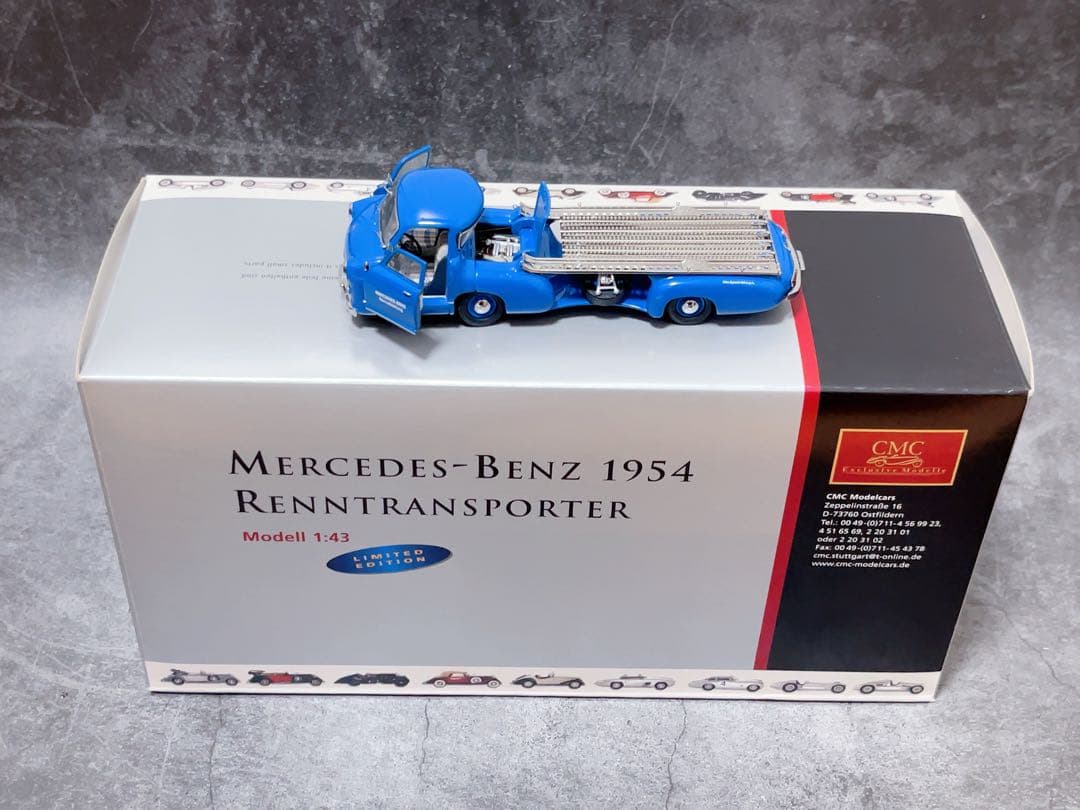 MERCEDES-BENZ 1954
RENNTRANSPORTER
Modell 1:43
LIMITED
EDITION
CMC
Exclusive Modelle
CMC Modelcars
Zeppelinstraße 16
D-73760 Ostfildern
Tel.: 00 49-(0)711-4 56 99 23,
4 51 65 69, 2 20 31 01
oder 2 20 31 02
Fax: 00 49-(0)711-45 43 78
cmc.stuttgart@t-online.de
www.cmc-modelcars.de